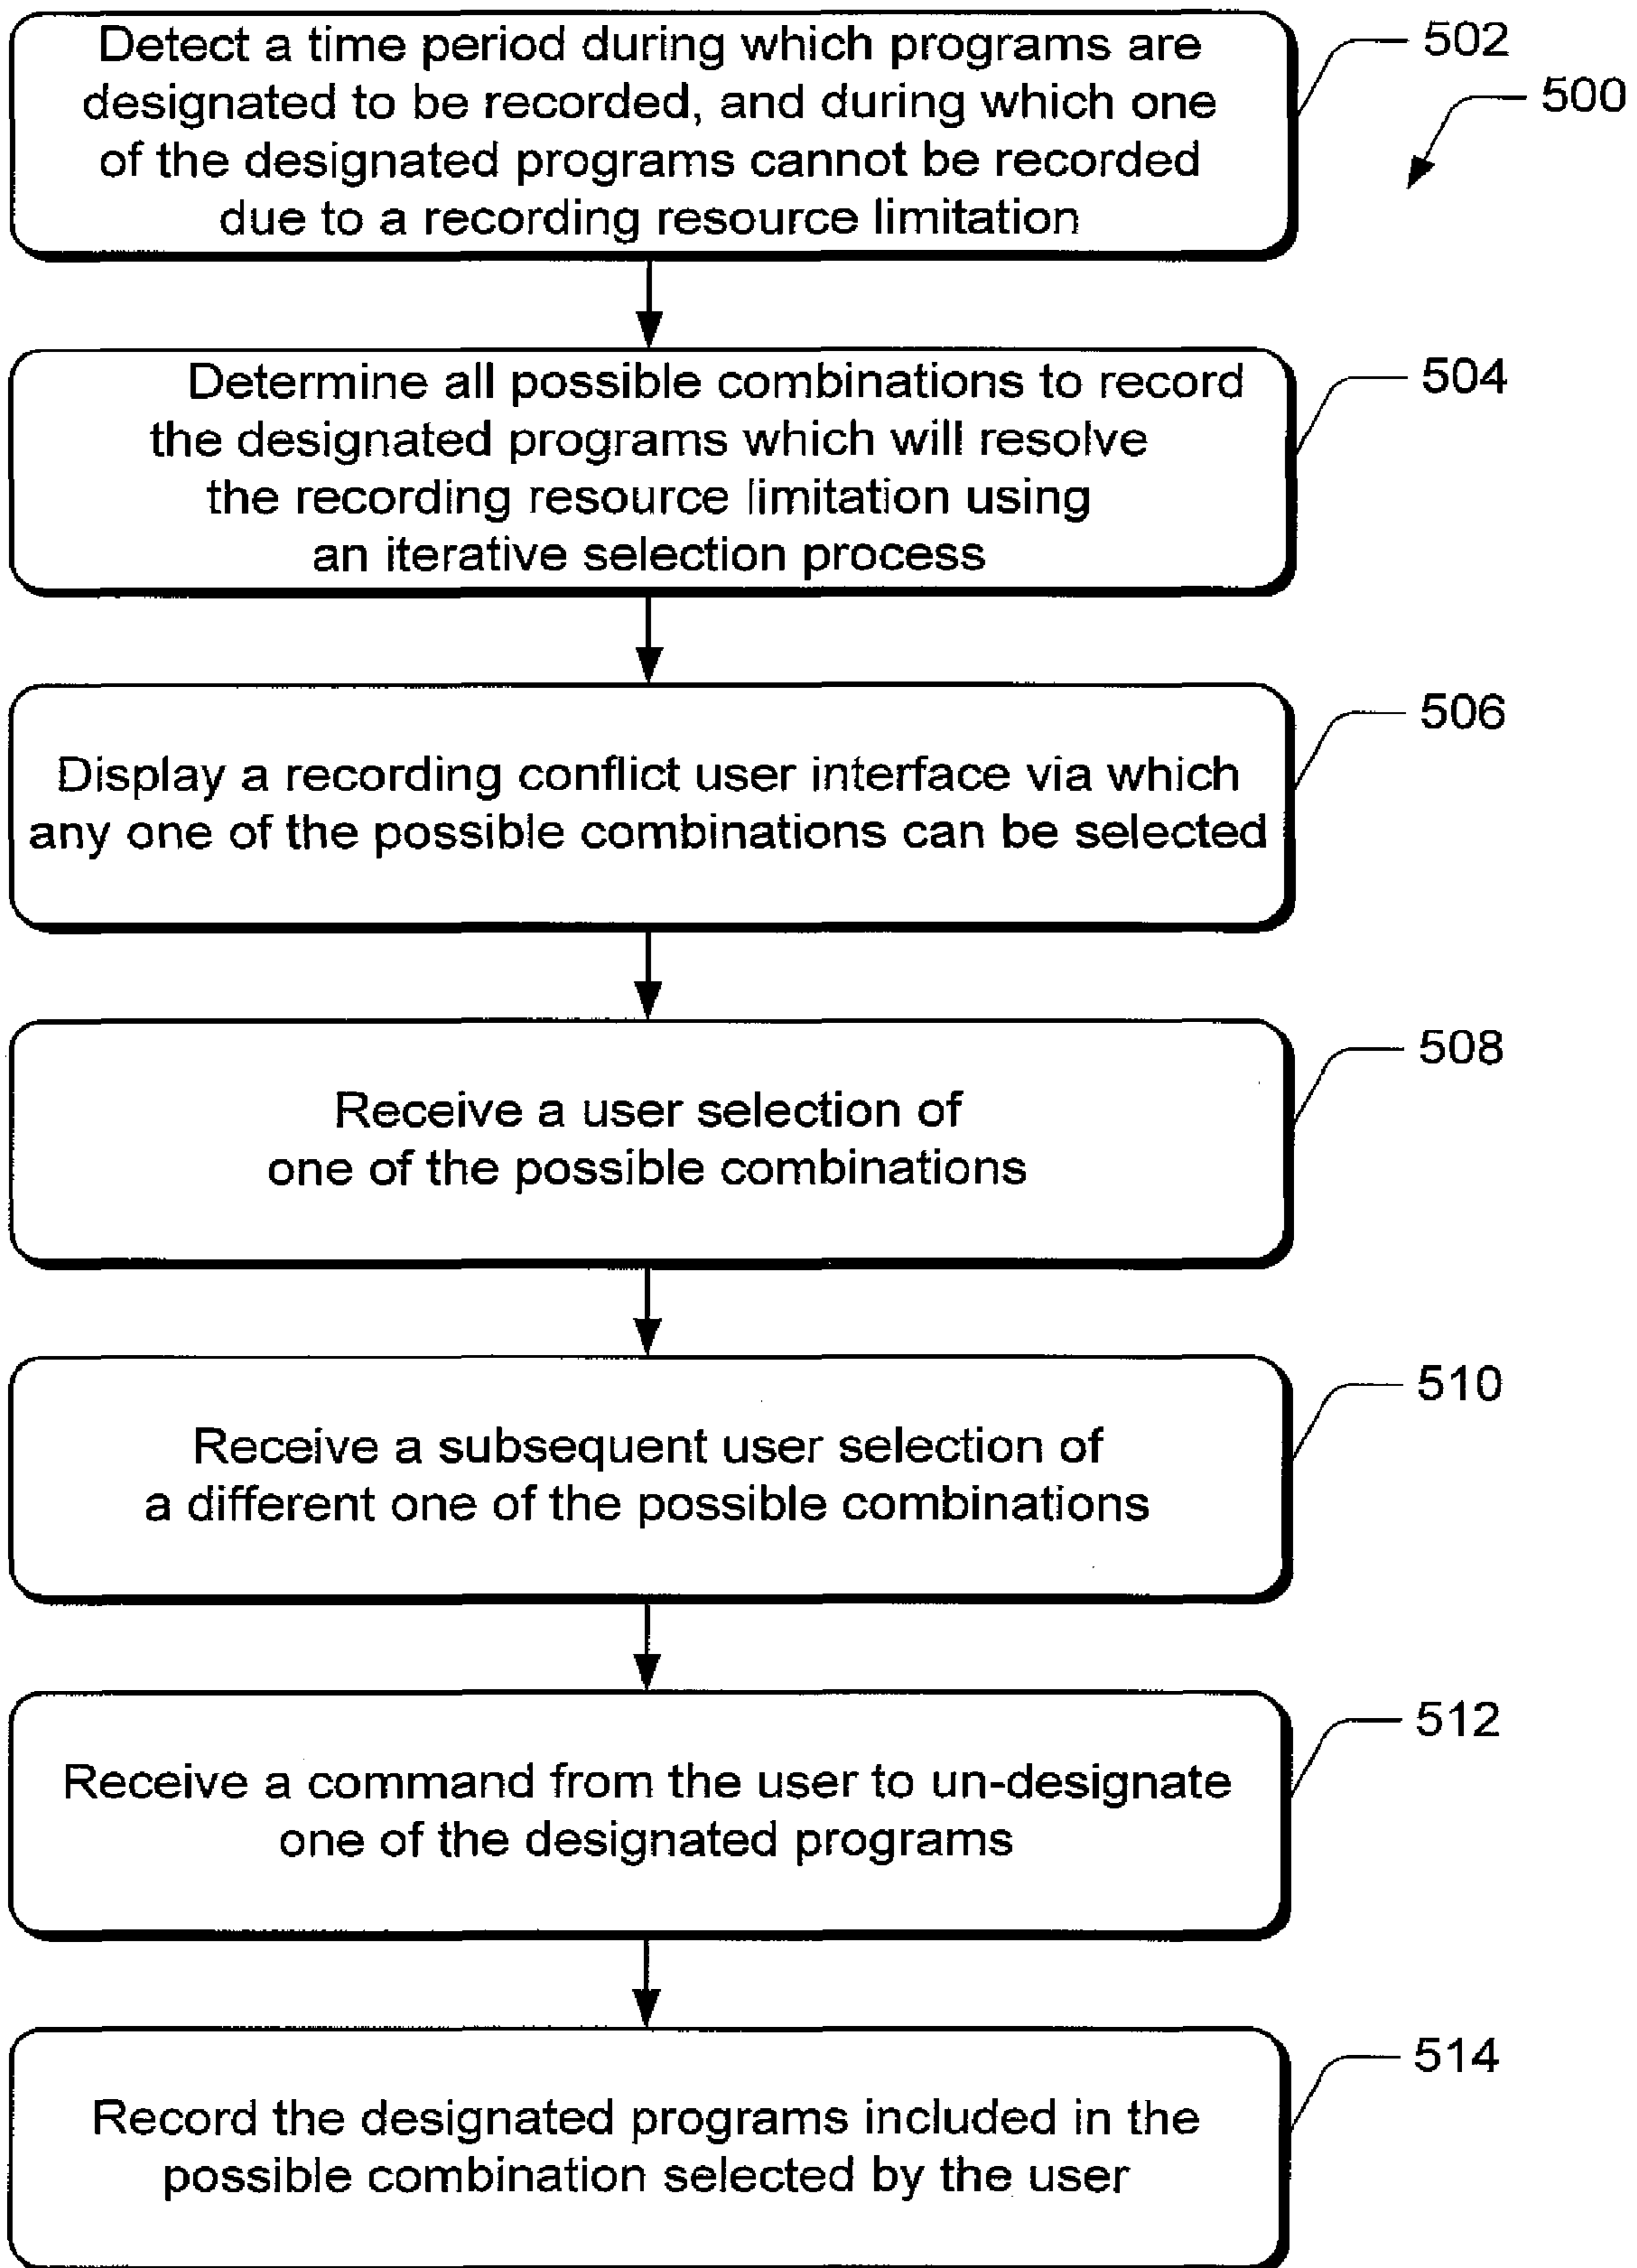 Detect a time period during which programs are
designated to be recorded, and during which one
of the designated programs cannot be recorded
due to a recording resource limitation
502
500
Determine all possible combinations to record
the designated programs which will resolve
the recording resource limitation using
an iterative selection process
504
Display a recording conflict user interface via which
any one of the possible combinations can be selected
506
Receive a user selection of
one of the possible combinations
508
Receive a subsequent user selection of
a different one of the possible combinations
510
Receive a command from the user to un-designate
one of the designated programs
512
Record the designated programs included in the
possible combination selected by the user
514